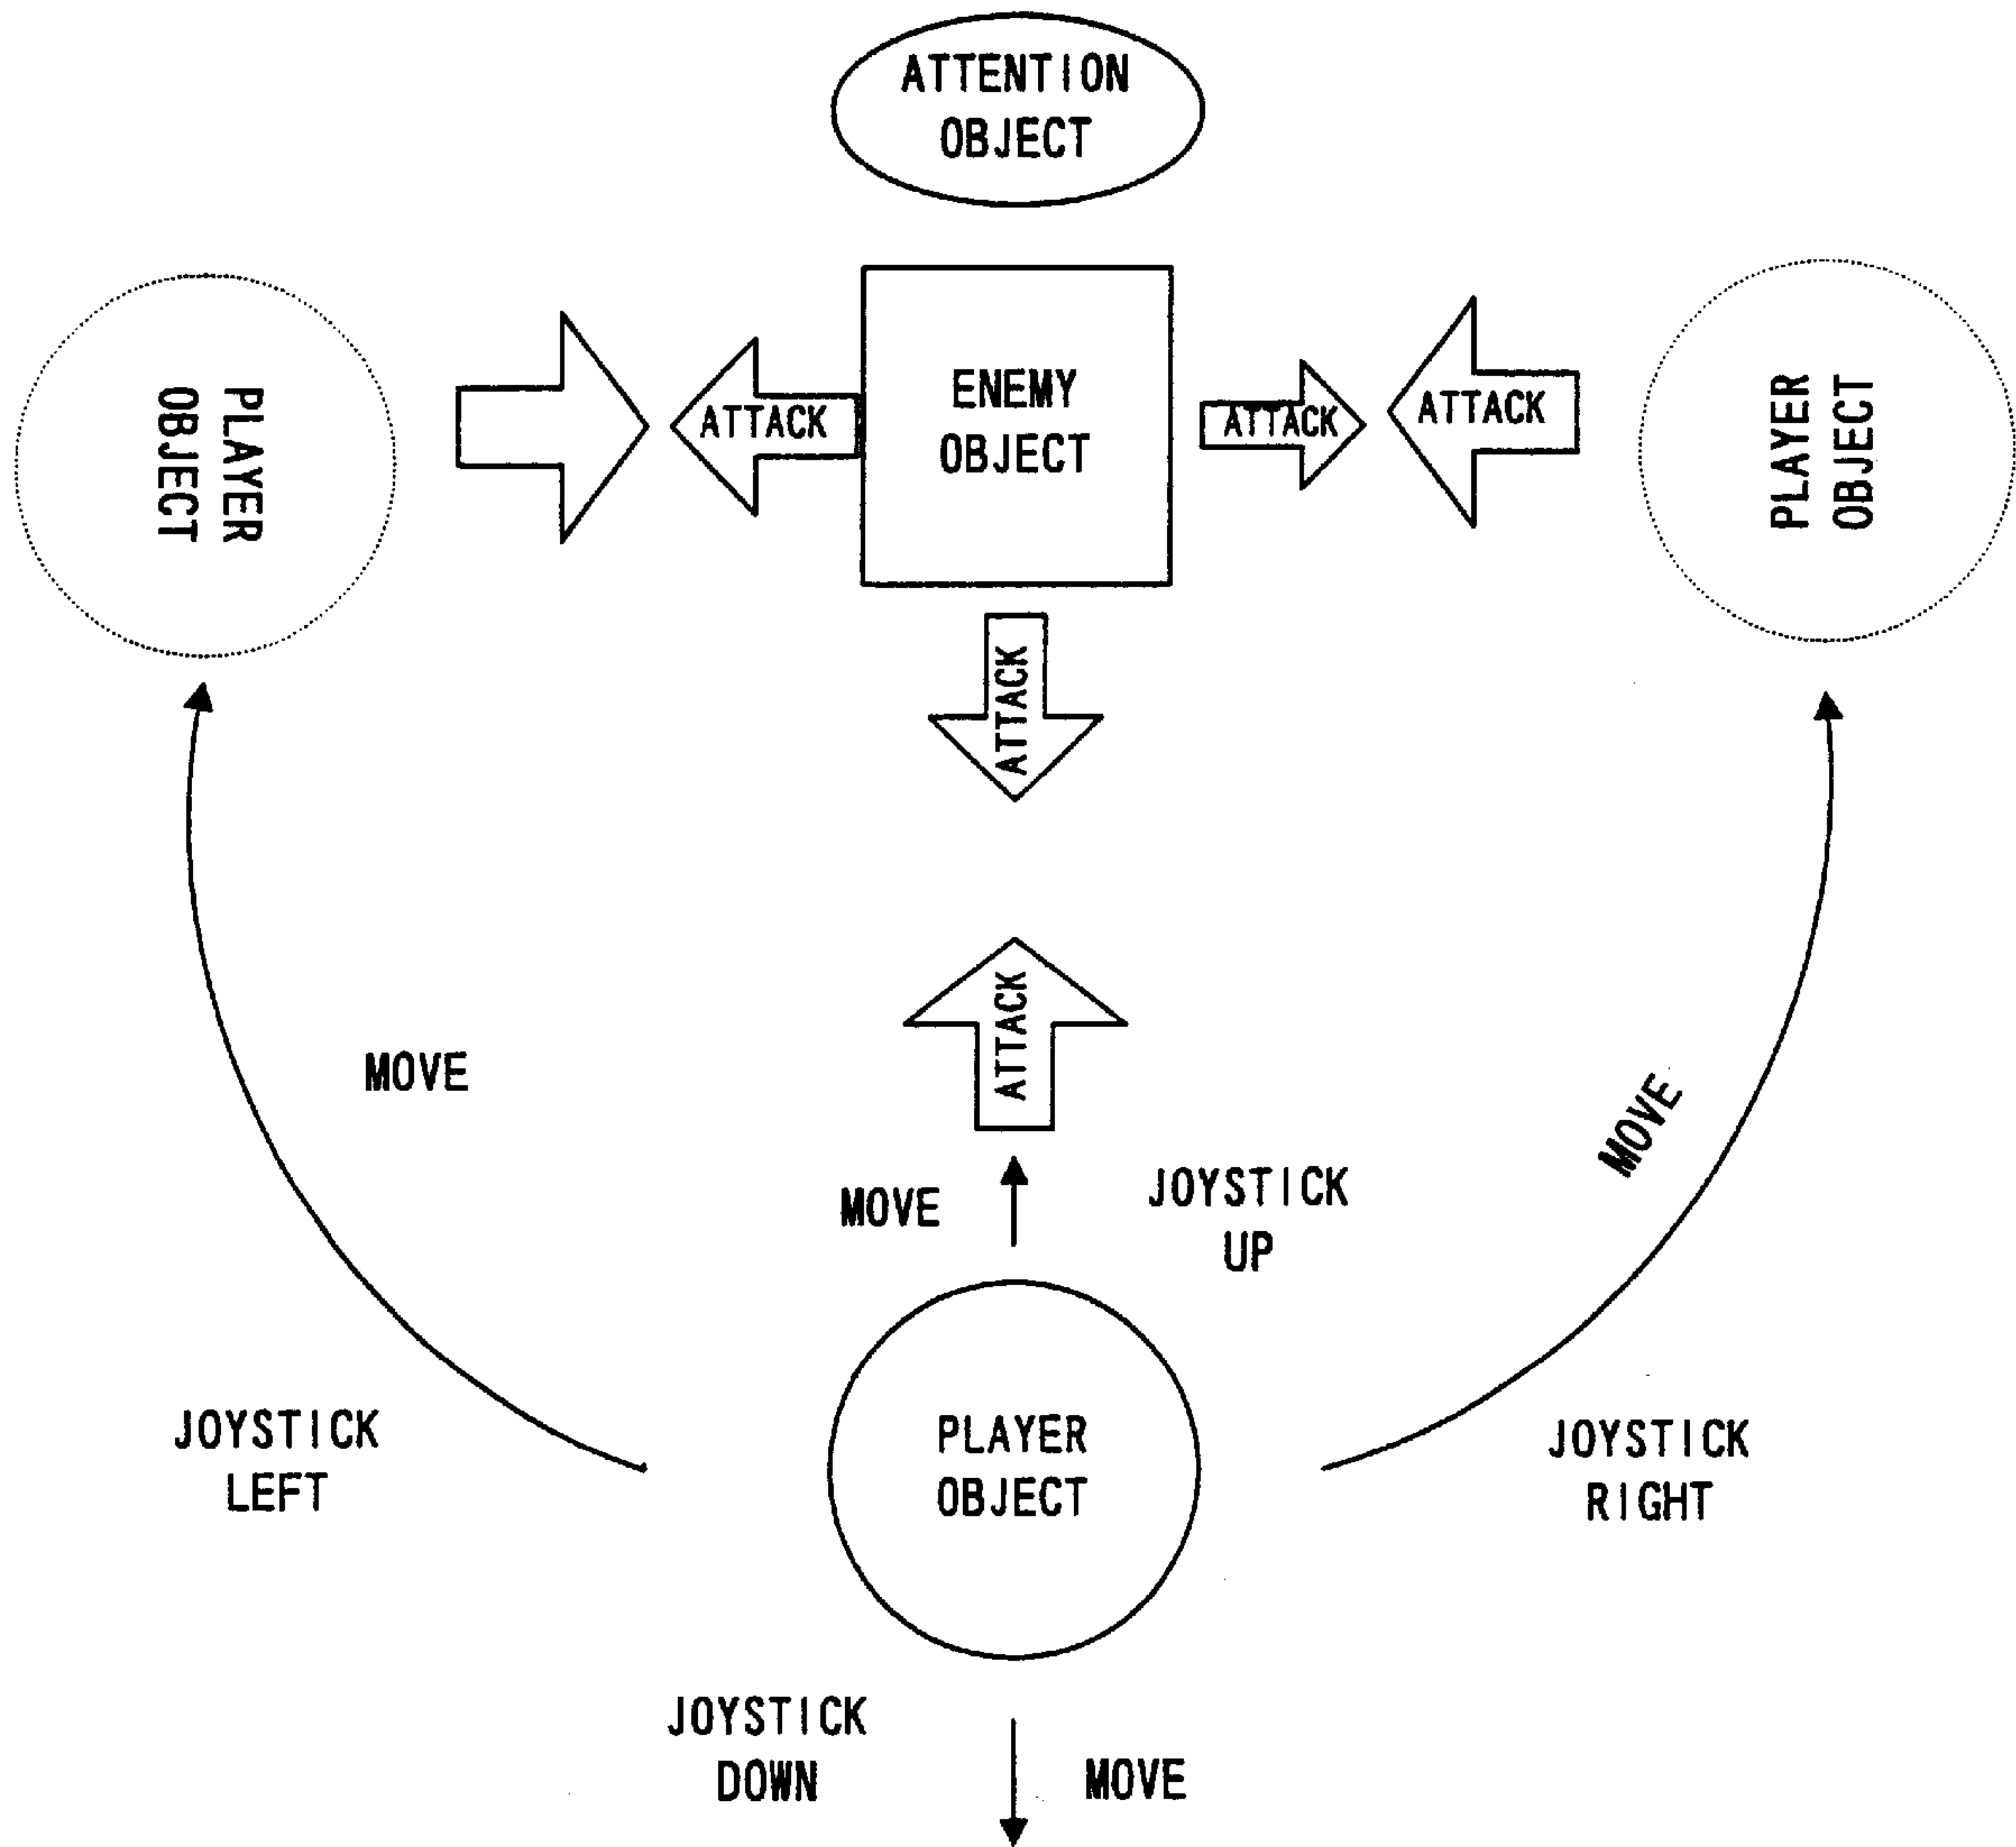 ATTENTION
OBJECT
PLAYER
OBJECT
ATTACK
ENEMY
OBJECT
ATTACK
ATTACK
PLAYER
OBJECT
ATTACK
ATTACK
MOVE
MOVE
MOVE
JOYSTICK
UP
JOYSTICK
LEFT
PLAYER
OBJECT
JOYSTICK
RIGHT
JOYSTICK
DOWN
MOVE